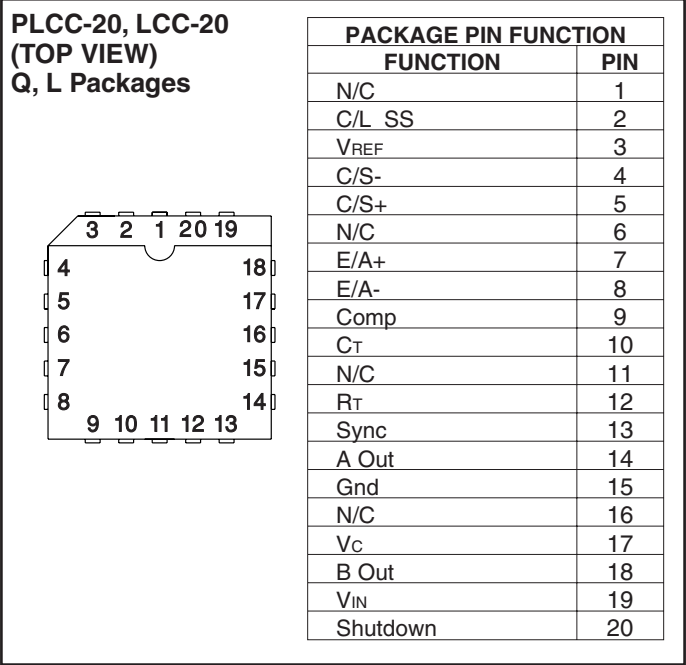 PLCC-20, LCC-20
(TOP VIEW)
Q, L Packages
3 2 1 20 19
4 18
5 17
6 16
7 15
8 14
9 10 11 12 13
PACKAGE PIN FUNCTION
FUNCTION PIN
N/C 1
C/L SS 2
VREF 3
C/S- 4
C/S+ 5
N/C 6
E/A+ 7
E/A- 8
Comp 9
CT 10
N/C 11
RT 12
Sync 13
A Out 14
Gnd 15
N/C 16
VC 17
B Out 18
VIN 19
Shutdown 20